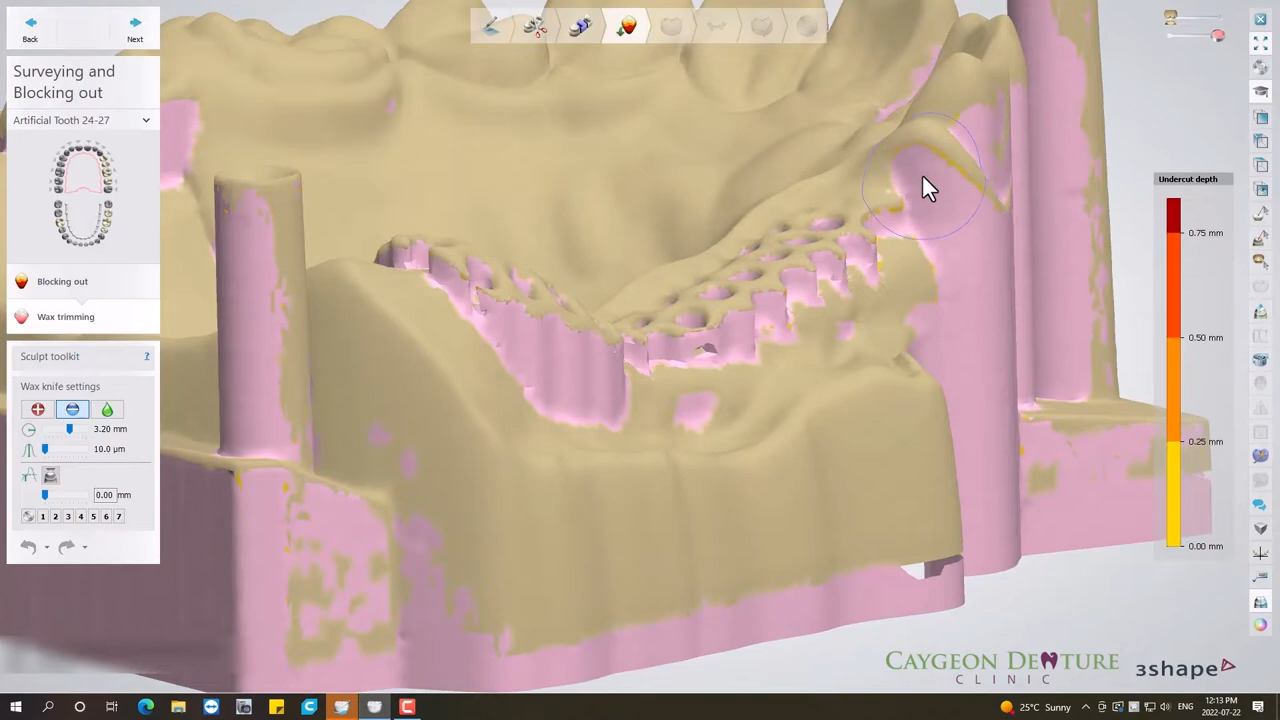 Back
Next
Surveying and
Blocking out
Artificial Tooth 24-27
Blocking out
Wax trimming
Sculpt toolkit
?
Wax knife settings
3.20 mm
10.0 µm
0.00 mm
1 2 3 4 5 6 7
Undercut depth
0.75 mm
0.50 mm
0.25 mm
0.00 mm
CAYGEON DENTURE
CLINIC
3shape
25°C Sunny
ENG
12:13 PM
2022-07-22